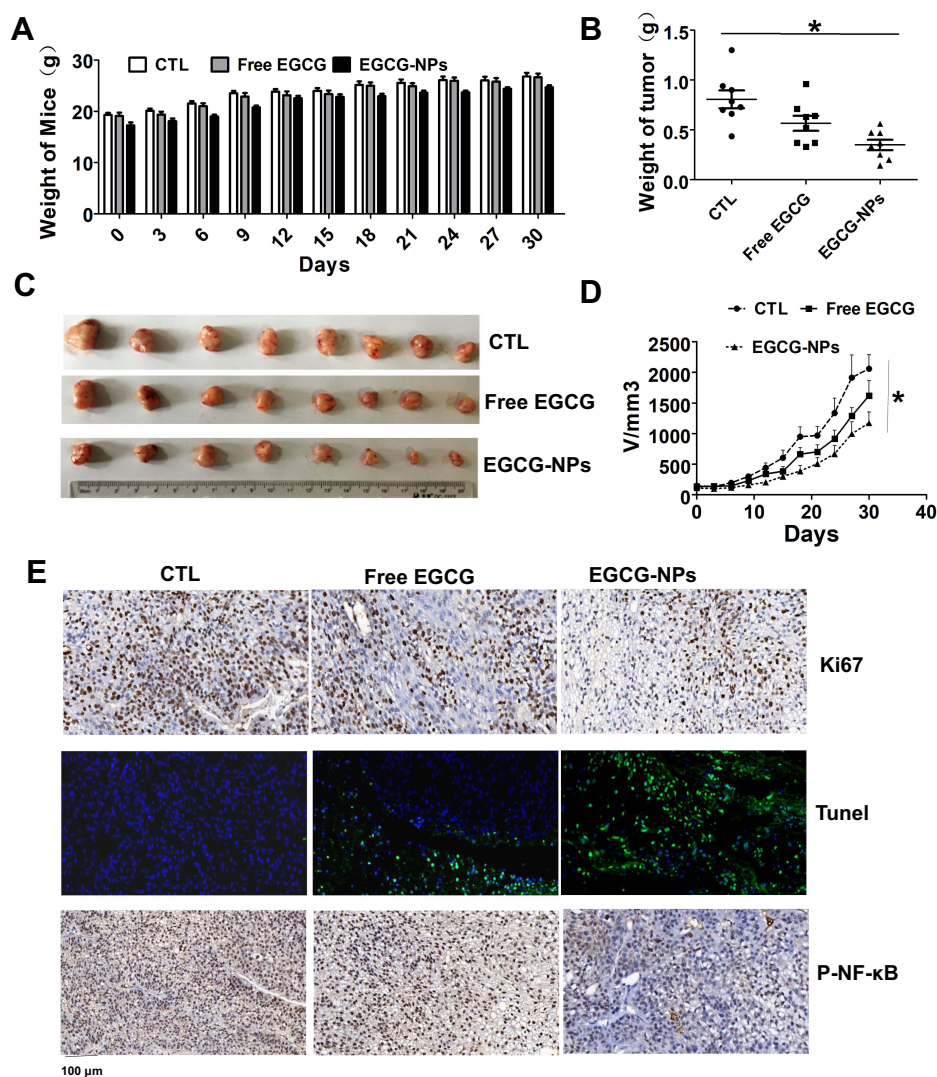 A
Weight of Mice (g)
30
20
10
0
CTL
Free EGCG
EGCG-NPs
0 3 6 9 12 15 18 21 24 27 30
Days
B
Weight of tumor (g)
*
1.5
1.0
0.5
0.0
CTL
Free EGCG
EGCG-NPs
C
CTL
Free EGCG
EGCG-NPs
D
CTL
Free EGCG
EGCG-NPs
V/mm3
2500
2000
1500
1000
500
0
*
0 10 20 30 40
Days
E
CTL
Free EGCG
EGCG-NPs
Ki67
Tunel
P-NF-κB
100 μm